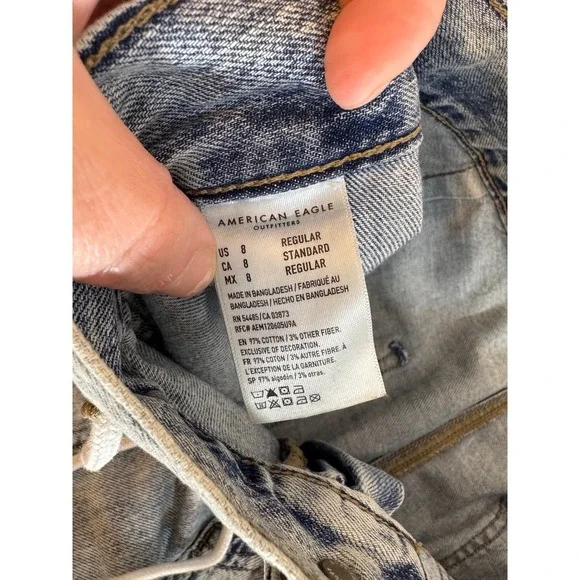 AMERICAN EAGLE
OUTFITTERS
US 8 REGULAR
CA 8 STANDARD
MX 8 REGULAR
MADE IN BANGLADESH / FABRIQUÉ AU
BANGLADESH / HECHO EN BANGLADESH
RN 54485/CA 03873
RFC# AEM120605U9A
EN 97% COTTON / 3% OTHER FIBER.
EXCLUSIVE OF DECORATION.
FR 97% COTON / 3% AUTRE FIBRE. À
L'EXCEPTION DE LA GARNITURE.
SP 97% algodón / 3% otras.